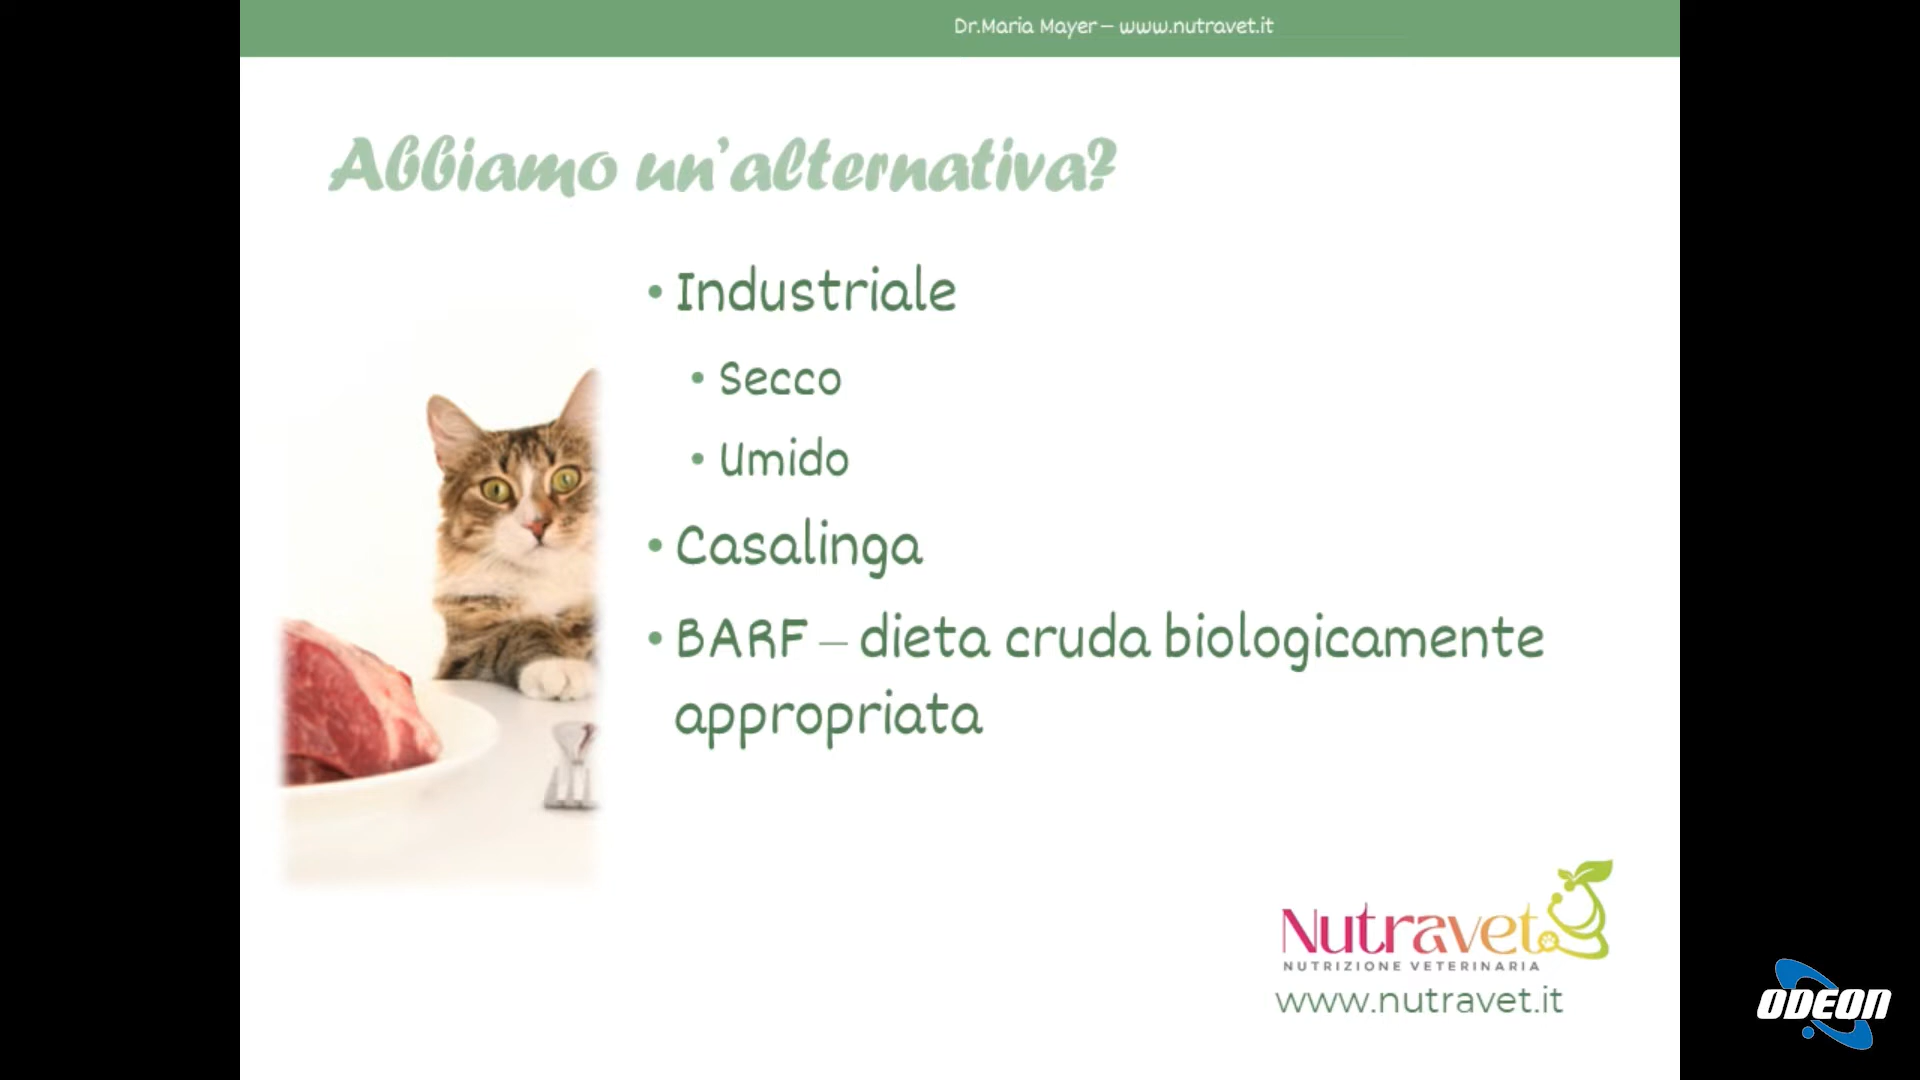 Dr.Maria Mayer – www.nutravet.it
Abbiamo un'alternativa?
• Industriale
• Secco
• Umido
• Casalinga
• BARF – dieta cruda biologicamente
appropriata
Nutravet
NUTRIZIONE VETERINARIA
www.nutravet.it
ODEON